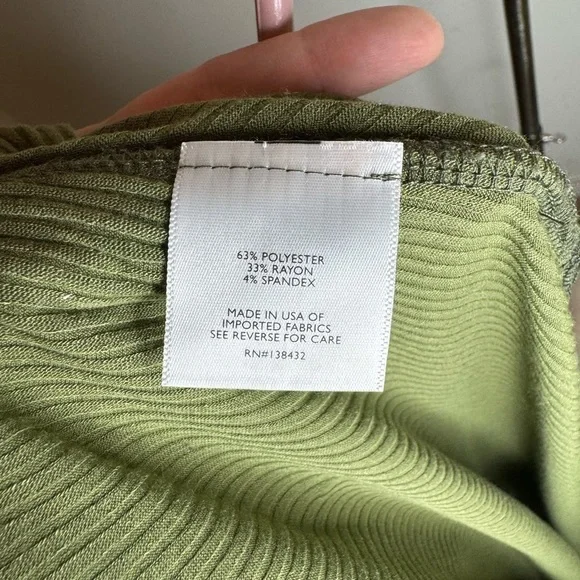 63% POLYESTER
33% RAYON
4% SPANDEX
MADE IN USA OF
IMPORTED FABRICS
SEE REVERSE FOR CARE
RN#138432